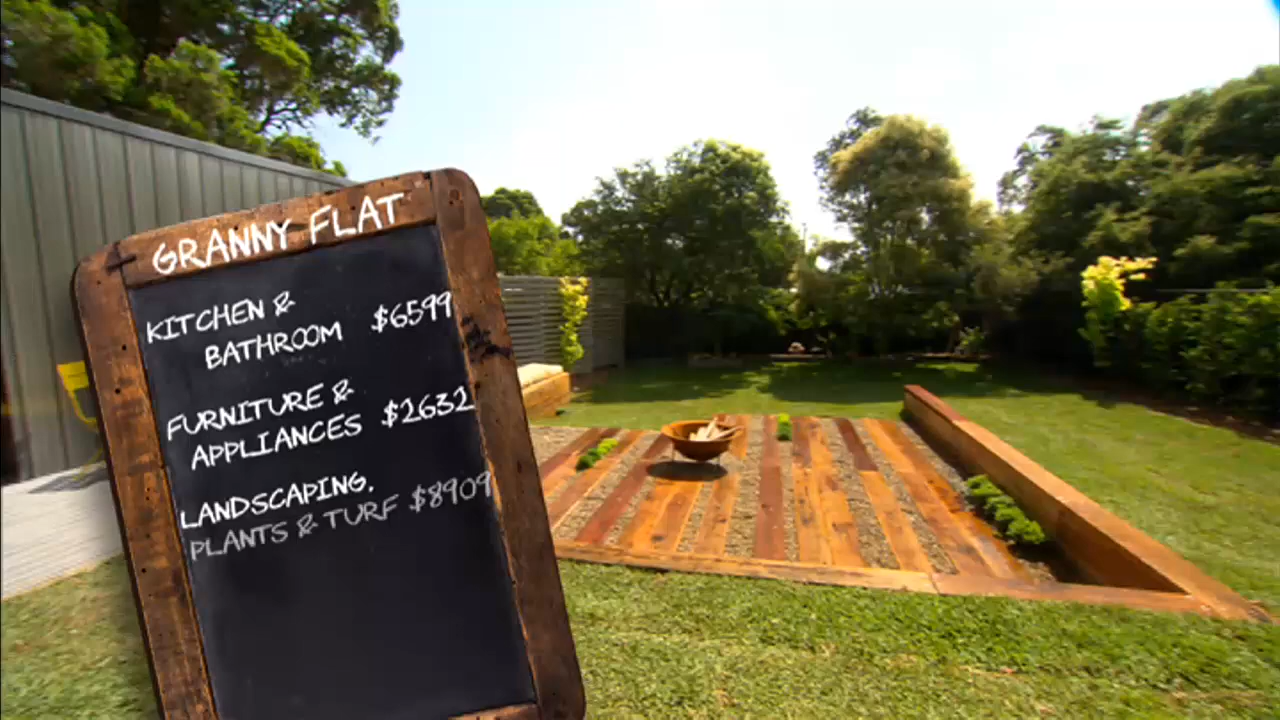 GRANNY FLAT
KITCHEN &
BATHROOM $6599
FURNITURE &
APPLIANCES $2632
LANDSCAPING,
PLANTS & TURF $8909